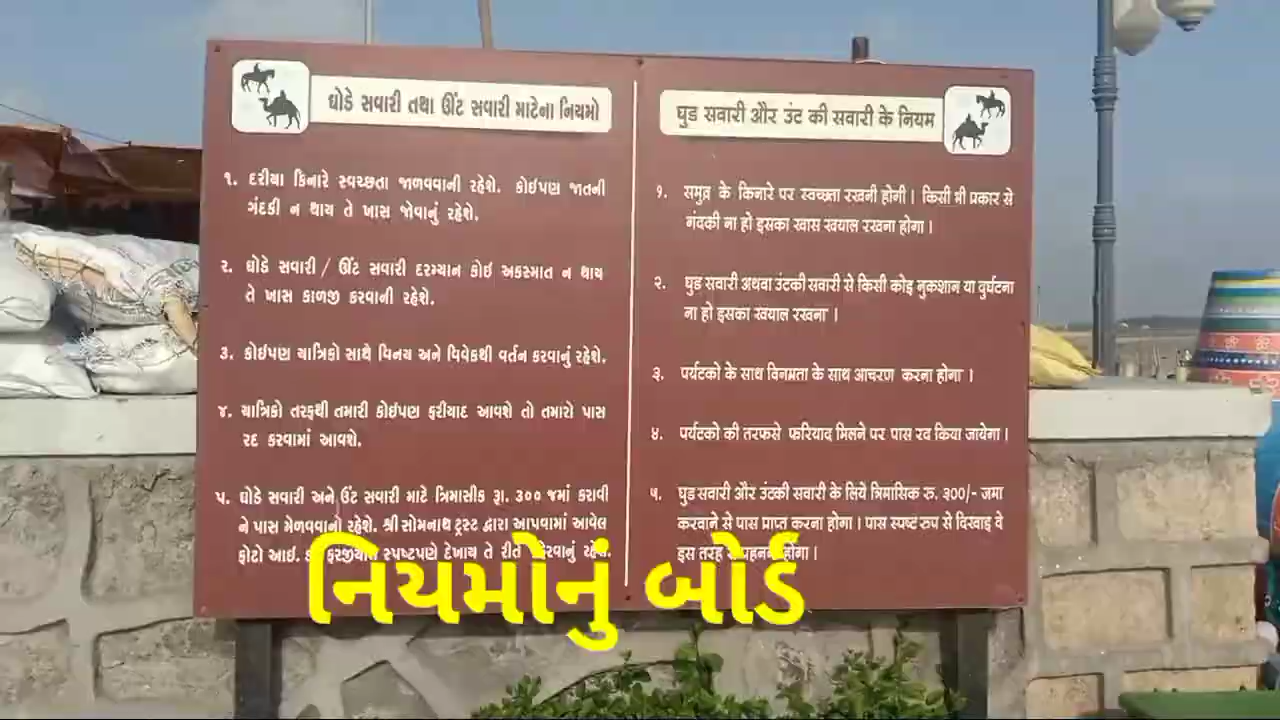 ઘોડે સવારી તથા ઊંટ સવારી માટેના નિયમો
૧. દરીયા કિનારે સ્વચ્છતા જાળવવાની રહેશે. કોઇપણ જાતની
ગંદકી ન થાય તે ખાસ જોવાનું રહેશે.
૨. ઘોડે સવારી / ઊંટ સવારી દરમ્યાન કોઇ અકસ્માત ન થાય
તે ખાસ કાળજી કરવાની રહેશે.
૩. કોઇપણ યાત્રિકો સાથે વિનય અને વિવેકથી વર્તન કરવાનું રહેશે.
૪. યાત્રિકો તરફથી તમારી કોઇપણ ફરીયાદ આવશે તો તમારો પાસ
રદ કરવામાં આવશે.
૫. ઘોડે સવારી અને ઉંટ સવારી માટે ત્રિમાસીક રૂા. ૩૦૦ જમાં કરાવી
ને પાસ મેળવવાનો રહેશે. શ્રી સોમનાથ ટ્રસ્ટ દ્વારા આપવામાં આવેલ
ફોટો આઇ. ફરજીયાત સ્પષ્ટપણે દેખાય તે રીતે રહેશે.
घुड सवारी और उंट की सवारी के नियम
१. समुद्र के किनारे पर स्वच्छता रखनी होगी । किसी भी प्रकार से
गंदकी ना हो इसका खास खयाल रखना होगा ।
२. घुड सवारी अथवा उंटकी सवारी से किसी कोइ नुकशान या दुर्घटना
ना हो इसका खयाल रखना ।
३. पर्यटको के साथ विनम्रता के साथ आचरण करना होगा ।
४. पर्यटको की तरफसे फरियाद मिलने पर पास रद किया जायेगा ।
५. घुड सवारी और उंटकी सवारी के लिये त्रिमासिक रु. ३००/- जमा
करवाने से पास प्राप्त करना होगा । पास स्पष्ट रुप से दिखाइ दे
इस तरह से पहनना होगा ।
નિયમોનું બોર્ડ